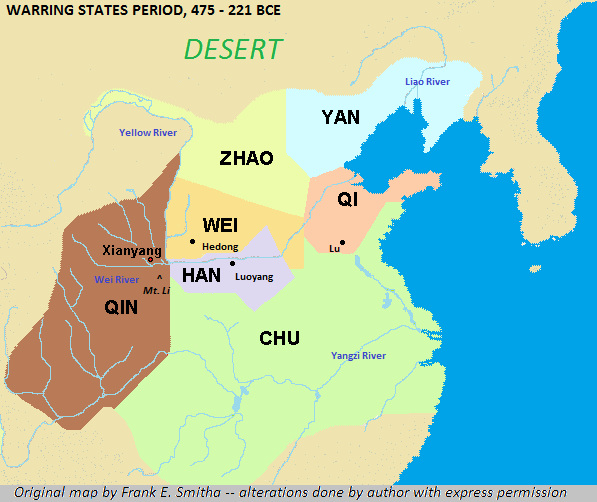 WARRING STATES PERIOD, 475 - 221 BCE
DESERT
Liao River
YAN
Yellow River
ZHAO
QI
WEI
Hedong
Lu
Xianyang
HAN
Luoyang
Wei River
^
Mt. Li
QIN
CHU
Yangzi River
Original map by Frank E. Smitha -- alterations done by author with express permission